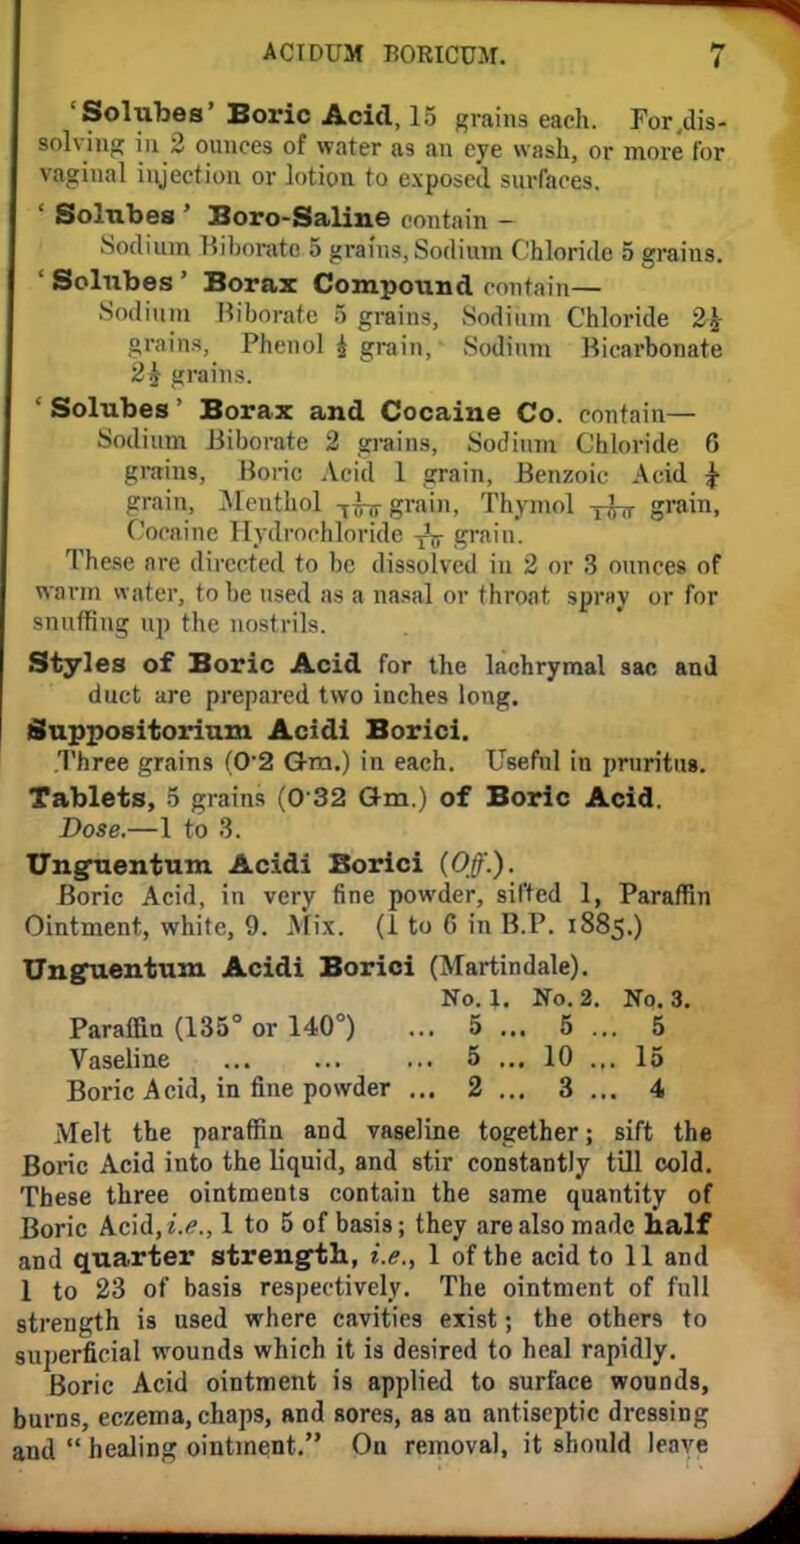 ACIDUM BORICUM. 7
‘Solubes’ Boric Acid, 15 grains each. For dis-
solving in 2 ounces of water as an eye wash, or more for
vaginal injection or lotion to exposed surfaces.
‘Solubes’ Boro-Saline contain –
Sodium Biborate 5 grains, Sodium Chloride 5 grains.
‘Solubes’ Borax Compound contain—
Sodium Biborate 5 grains, Sodium Chloride 2½
grains, Phenol ½ grain, Sodium Bicarbonate
2½ grains.
‘Solubes’ Borax and Cocaine Co. contain—
Sodium Biborate 2 grains, Sodium Chloride 6
grains, Boric Acid 1 grain, Benzoic Acid ¼
grain, Menthol 1/100 grain, Thymol 1/100 grain,
Cocaine Hydrochloride 1/10 grain.
These are directed to be dissolved in 2 or 3 ounces of
warm water, to be used as a nasal or throat spray or for
snuffing up the nostrils.
Styles of Boric Acid for the lachrymal sac and
duct are prepared two inches long.
Suppositorium Acidi Borici.
Three grains (0·2 Gm.) in each. Useful in pruritus.
Tablets, 5 grains (0·32 Gm.) of Boric Acid.
Dose.—1 to 3.
Unguentum Acidi Borici (Off.).
Boric Acid, in very fine powder, sifted 1, Paraffin
Ointment, white, 9. Mix. (1 to 6 in B.P. 1885.)
Unguentum Acidi Borici (Martindale).
No. 1. No. 2. No. 3.
Paraffin (135° or 140°) ... 5 ... 5 ... 5
Vaseline ... ... ... 5 ... 10 ... 15
Boric Acid, in fine powder ... 2 ... 3 ... 4
Melt the paraffin and vaseline together; sift the
Boric Acid into the liquid, and stir constantly till cold.
These three ointments contain the same quantity of
Boric Acid, i.e., 1 to 5 of basis; they are also made half
and quarter strength, i.e., 1 of the acid to 11 and
1 to 23 of basis respectively. The ointment of full
strength is used where cavities exist; the others to
superficial wounds which it is desired to heal rapidly.
Boric Acid ointment is applied to surface wounds,
burns, eczema, chaps, and sores, as an antiseptic dressing
and “healing ointment.” On removal, it should leave